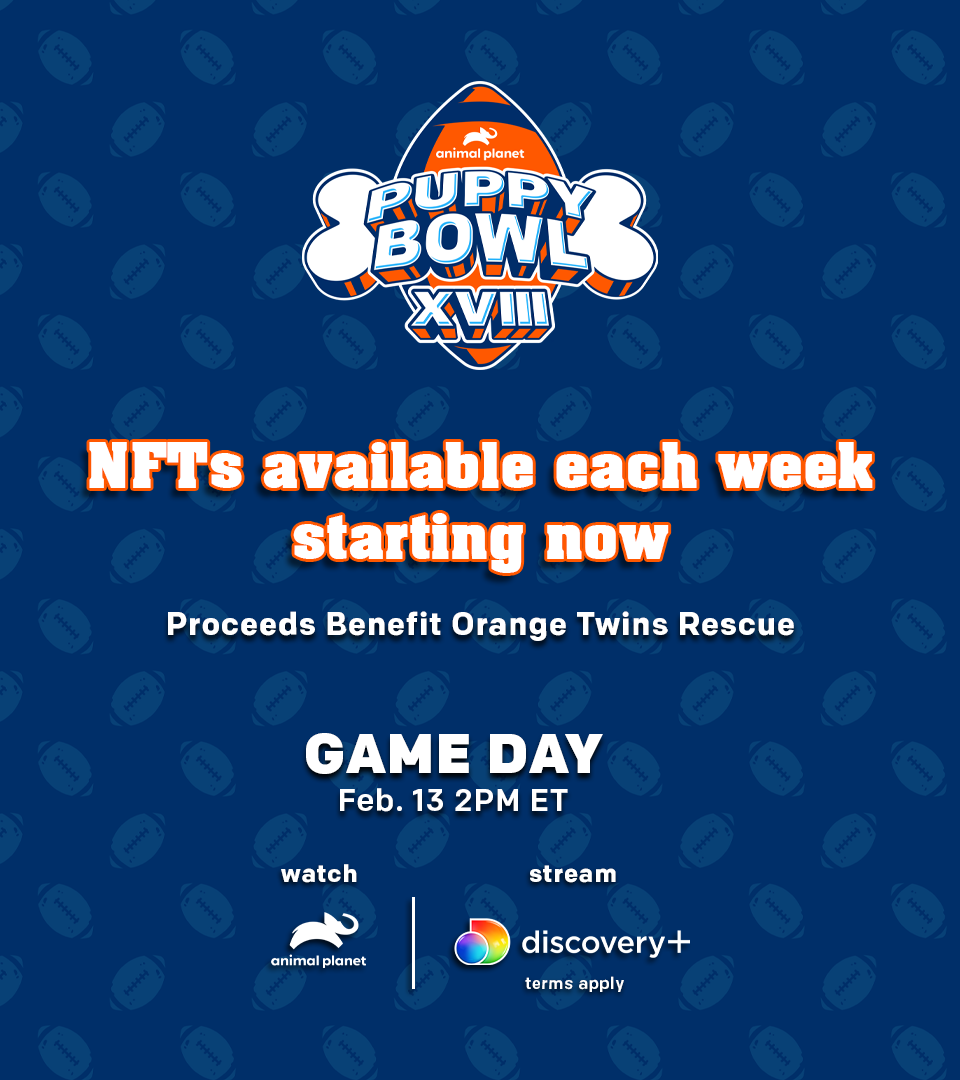 animal planet
PUPPY
BOWL
XVIII
NFTs available each week
starting now
Proceeds Benefit Orange Twins Rescue
GAME DAY
Feb. 13 2PM ET
watch
animal planet
stream
discovery+
terms apply